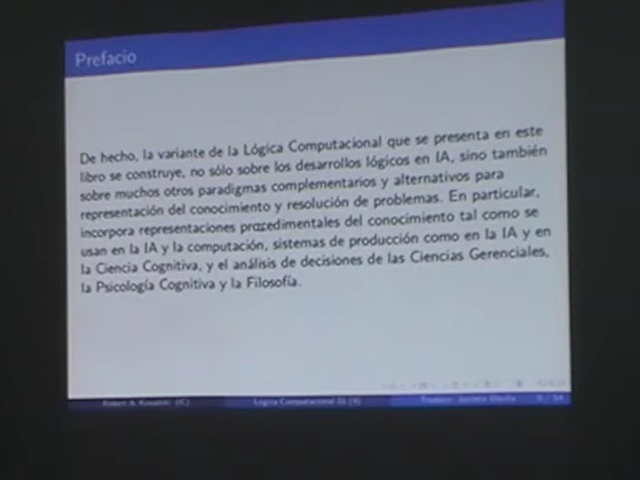 Prefacio
De hecho, la variante de la Lógica Computacional que se presenta en este
libro se construye, no sólo sobre los desarrollos lógicos en IA, sino también
sobre muchos otros paradigmas complementarios y alternativos para
representación del conocimiento y resolución de problemas. En particular,
incorpora representaciones procedimentales del conocimiento tal como se
usan en la IA y la computación, sistemas de producción como en la IA y en
la Ciencia Cognitiva, y el análisis de decisiones de las Ciencias Gerenciales,
la Psicología Cognitiva y la Filosofía.
Robert A. Kowalski (IC) Lógica Computacional